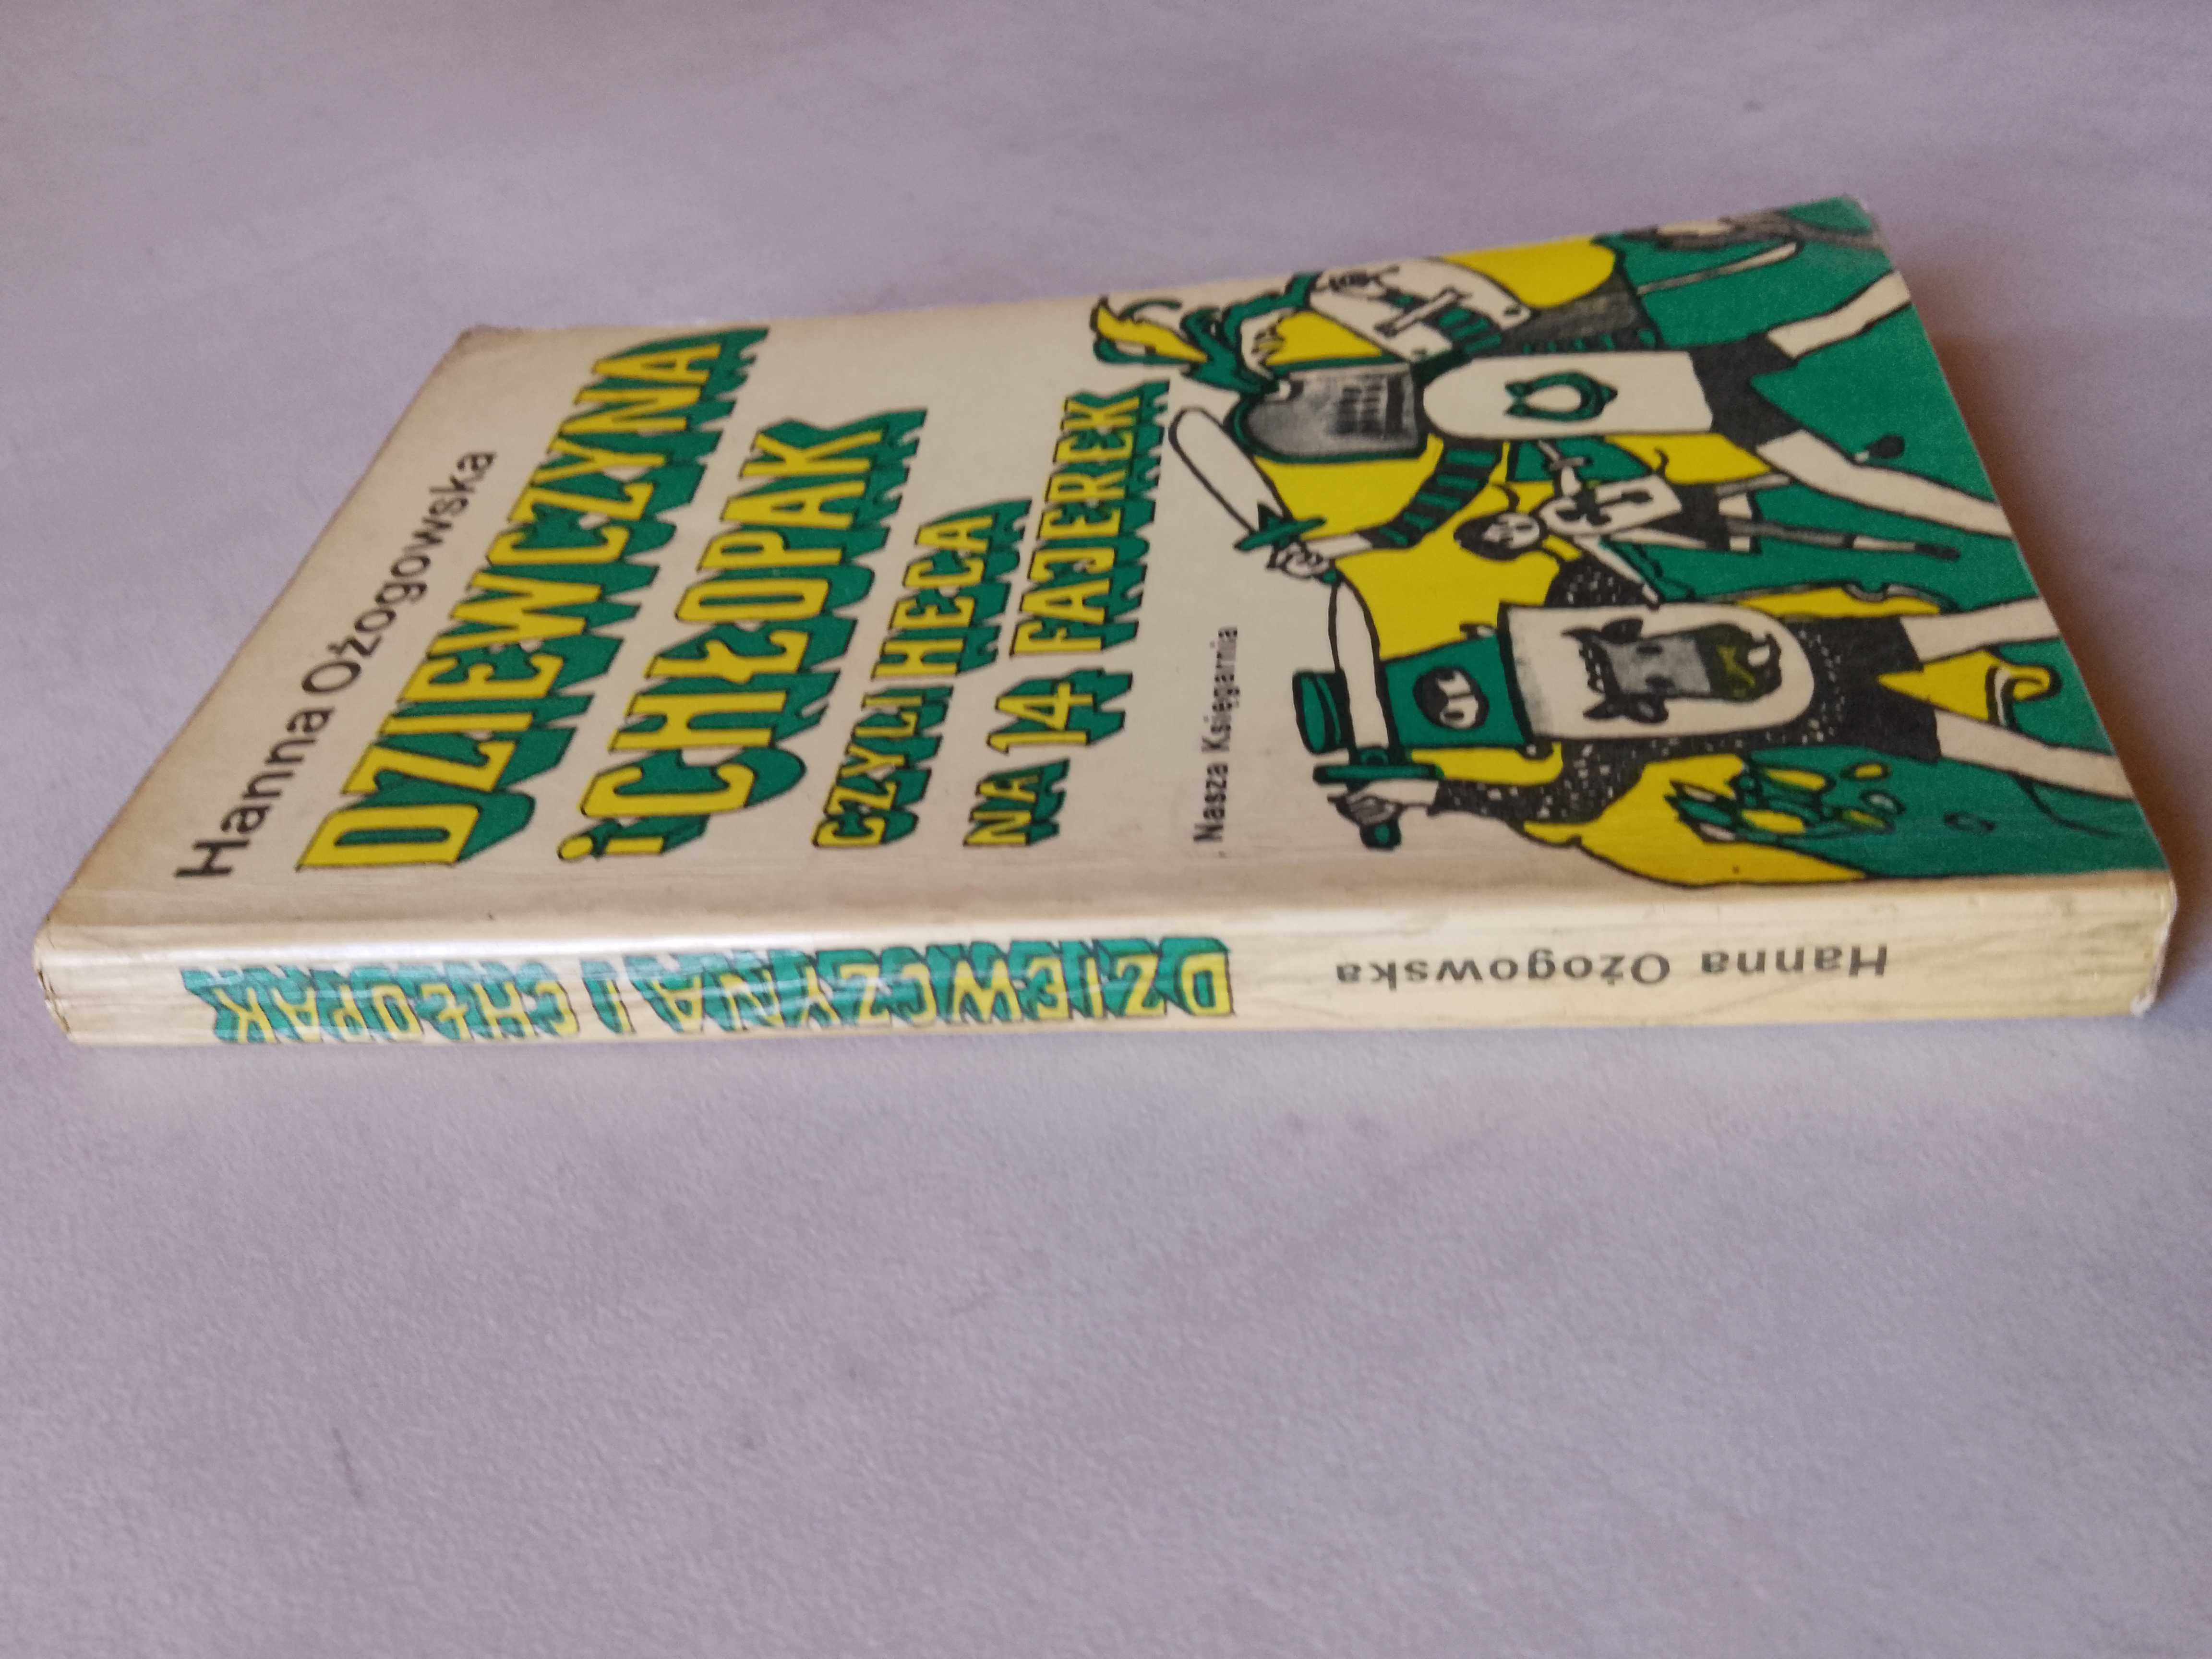 Hanna Ożogowska
DZIEWCZYNA
i CHŁOPAK
CZYLI HECA
NA 14 FAJEREK
Nasza Księgarnia
Hanna Ożogowska
DZIEWCZYNA I CHŁOPAK